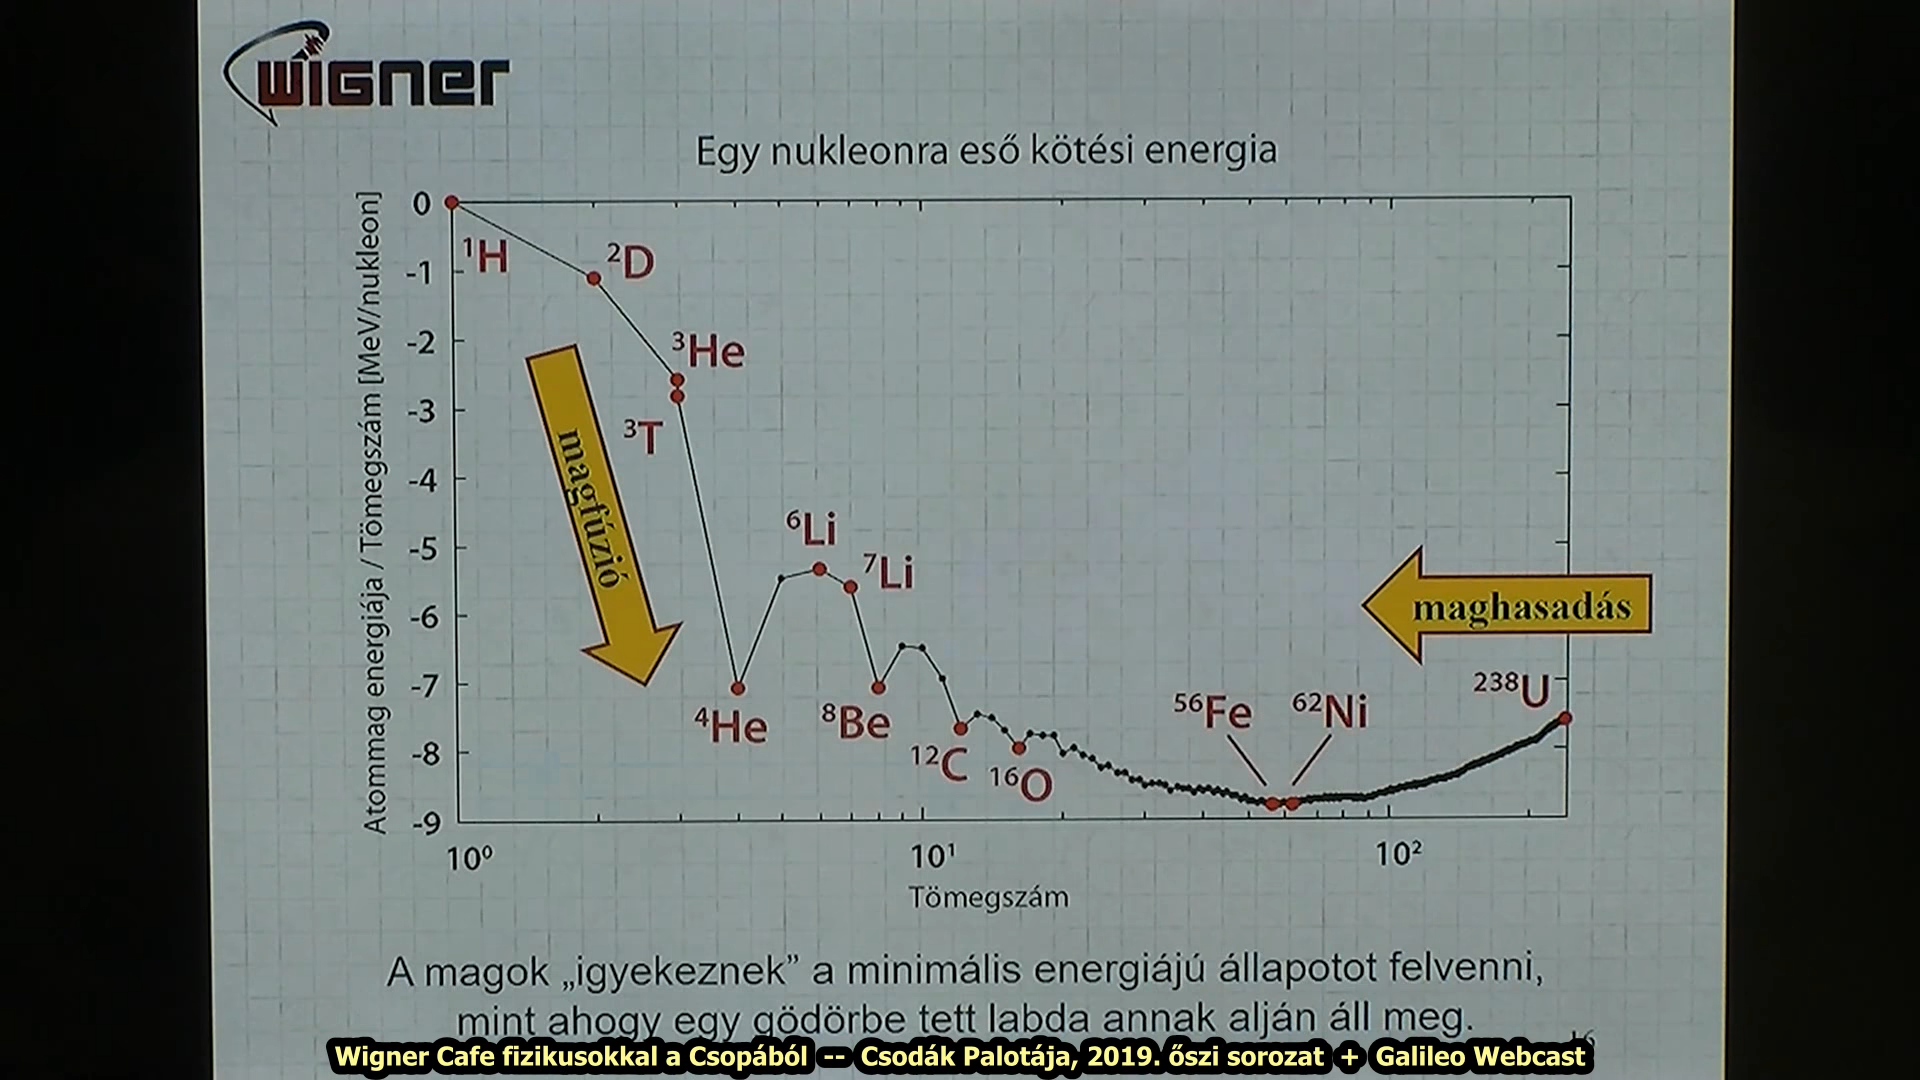 wigner
Egy nukleonra eső kötési energia
Atommag energiája / Tömegszám [MeV/nukleon]
0
-1
-2
-3
-4
-5
-6
-7
-8
-9
¹H
²D
³He
³T
magfúzió
⁶Li
⁷Li
maghasadás
⁴He
⁸Be
¹²C
¹⁶O
⁵⁶Fe
⁶²Ni
²³⁸U
10⁰
10¹
10²
Tömegszám
A magok „igyekeznek” a minimális energiájú állapotot felvenni,
mint ahogy egy gödörbe tett labda annak alján áll meg.
Wigner Cafe fizikusokkal a Csopából -- Csodák Palotája, 2019. őszi sorozat + Galileo Webcast